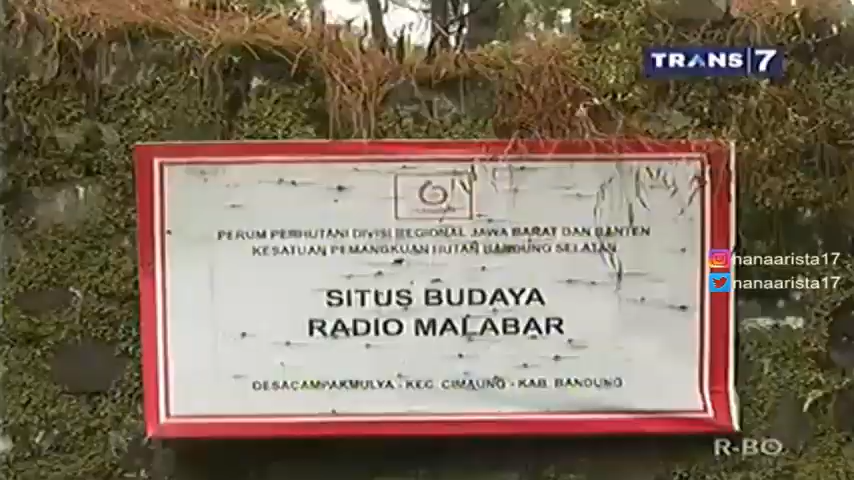 TRANS|7
PERUM PERHUTANI DIVISI REGIONAL JAWA BARAT DAN BANTEN
KESATUAN PEMANGKUAN HUTAN BANDUNG SELATAN
SITUS BUDAYA
RADIO MALABAR
nanaarista17
nanaarista17
DESACAMPAKMULYA - KEC. CIMAUNG - KAB. BANDUNG
R-BO